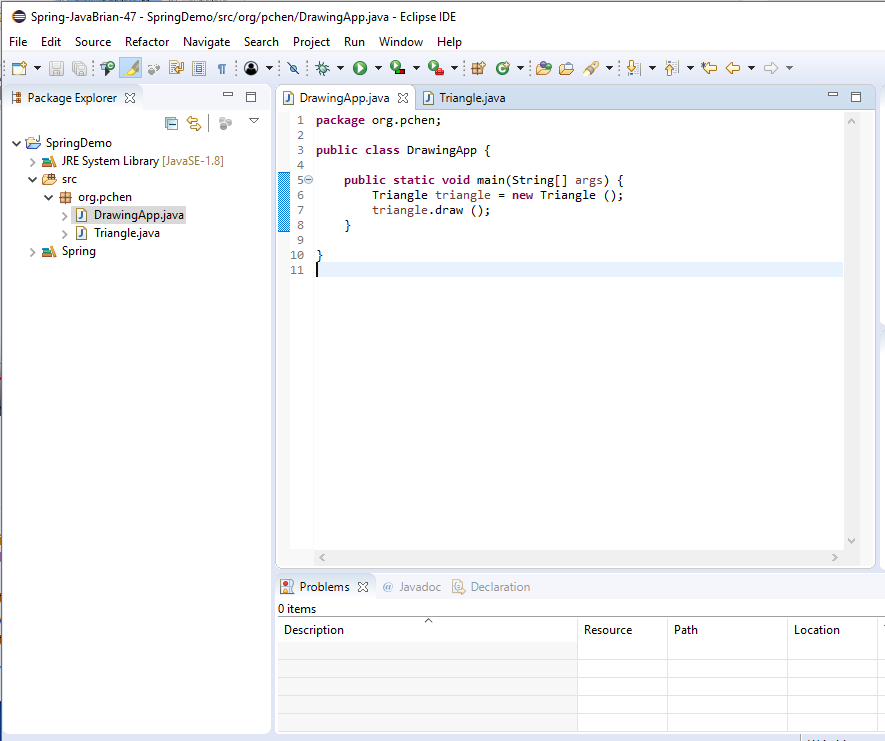 Spring-JavaBrian-47 - SpringDemo/src/org/pchen/DrawingApp.java - Eclipse IDE
File Edit Source Refactor Navigate Search Project Run Window Help
Package Explorer
SpringDemo
JRE System Library [JavaSE-1.8]
src
org.pchen
DrawingApp.java
Triangle.java
Spring
DrawingApp.java Triangle.java
1 package org.pchen;
2
3 public class DrawingApp {
4
5 public static void main(String[] args) {
6 Triangle triangle = new Triangle ();
7 triangle.draw ();
8 }
9
10 }
11
Problems @ Javadoc Declaration
0 items
Description Resource Path Location